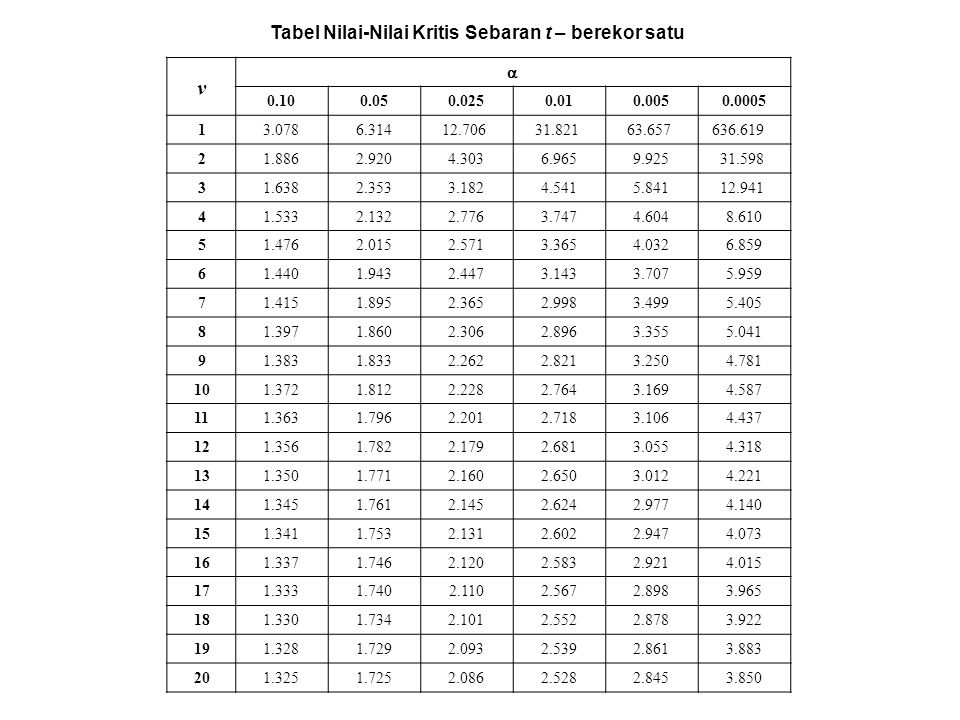 Tabel Nilai-Nilai Kritis Sebaran t – berekor satu
v α
0.10 0.05 0.025 0.01 0.005 0.0005
1 3.078 6.314 12.706 31.821 63.657 636.619
2 1.886 2.920 4.303 6.965 9.925 31.598
3 1.638 2.353 3.182 4.541 5.841 12.941
4 1.533 2.132 2.776 3.747 4.604 8.610
5 1.476 2.015 2.571 3.365 4.032 6.859
6 1.440 1.943 2.447 3.143 3.707 5.959
7 1.415 1.895 2.365 2.998 3.499 5.405
8 1.397 1.860 2.306 2.896 3.355 5.041
9 1.383 1.833 2.262 2.821 3.250 4.781
10 1.372 1.812 2.228 2.764 3.169 4.587
11 1.363 1.796 2.201 2.718 3.106 4.437
12 1.356 1.782 2.179 2.681 3.055 4.318
13 1.350 1.771 2.160 2.650 3.012 4.221
14 1.345 1.761 2.145 2.624 2.977 4.140
15 1.341 1.753 2.131 2.602 2.947 4.073
16 1.337 1.746 2.120 2.583 2.921 4.015
17 1.333 1.740 2.110 2.567 2.898 3.965
18 1.330 1.734 2.101 2.552 2.878 3.922
19 1.328 1.729 2.093 2.539 2.861 3.883
20 1.325 1.725 2.086 2.528 2.845 3.850